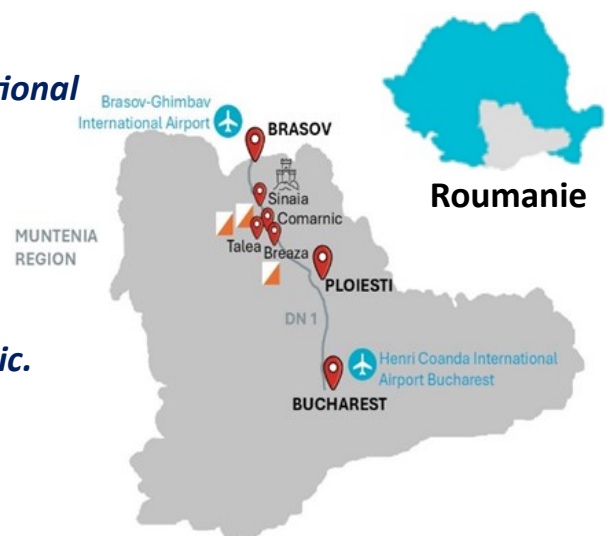 tional
Brasov-Ghimbav
International Airport
BRASOV
Roumanie
Sinaia
Comarnic
MUNTENIA
REGION
Talea
Breaza
PLOIESTI
DN 1
ic.
Henri Coanda International
Airport Bucharest
BUCHAREST